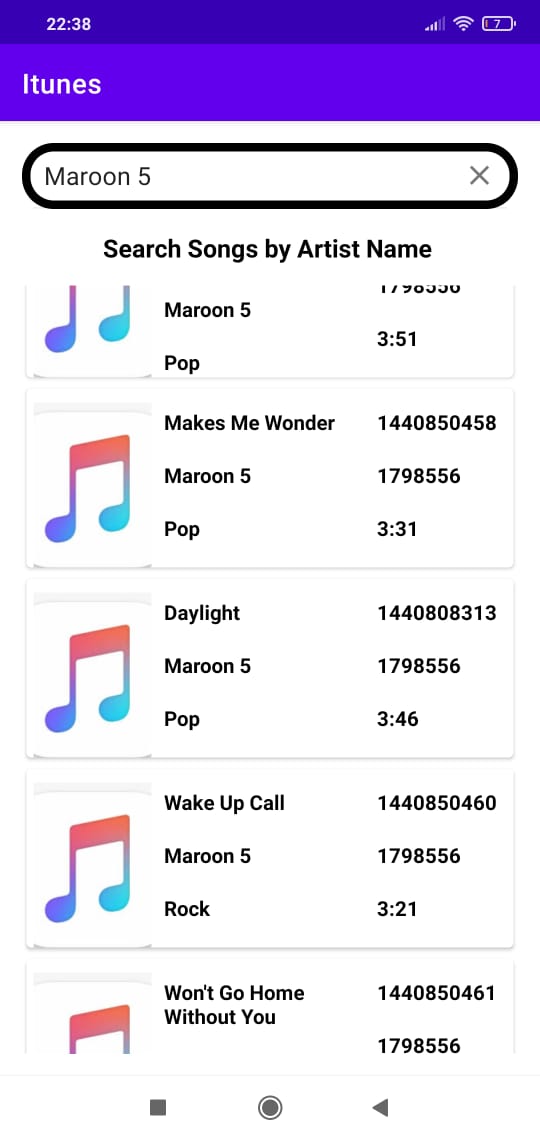 22:38
7
Itunes
Maroon 5
Search Songs by Artist Name
1798556
Maroon 5
3:51
Pop
Makes Me Wonder
1440850458
Maroon 5
1798556
Pop
3:31
Daylight
1440808313
Maroon 5
1798556
Pop
3:46
Wake Up Call
1440850460
Maroon 5
1798556
Rock
3:21
Won't Go Home
Without You
1440850461
1798556